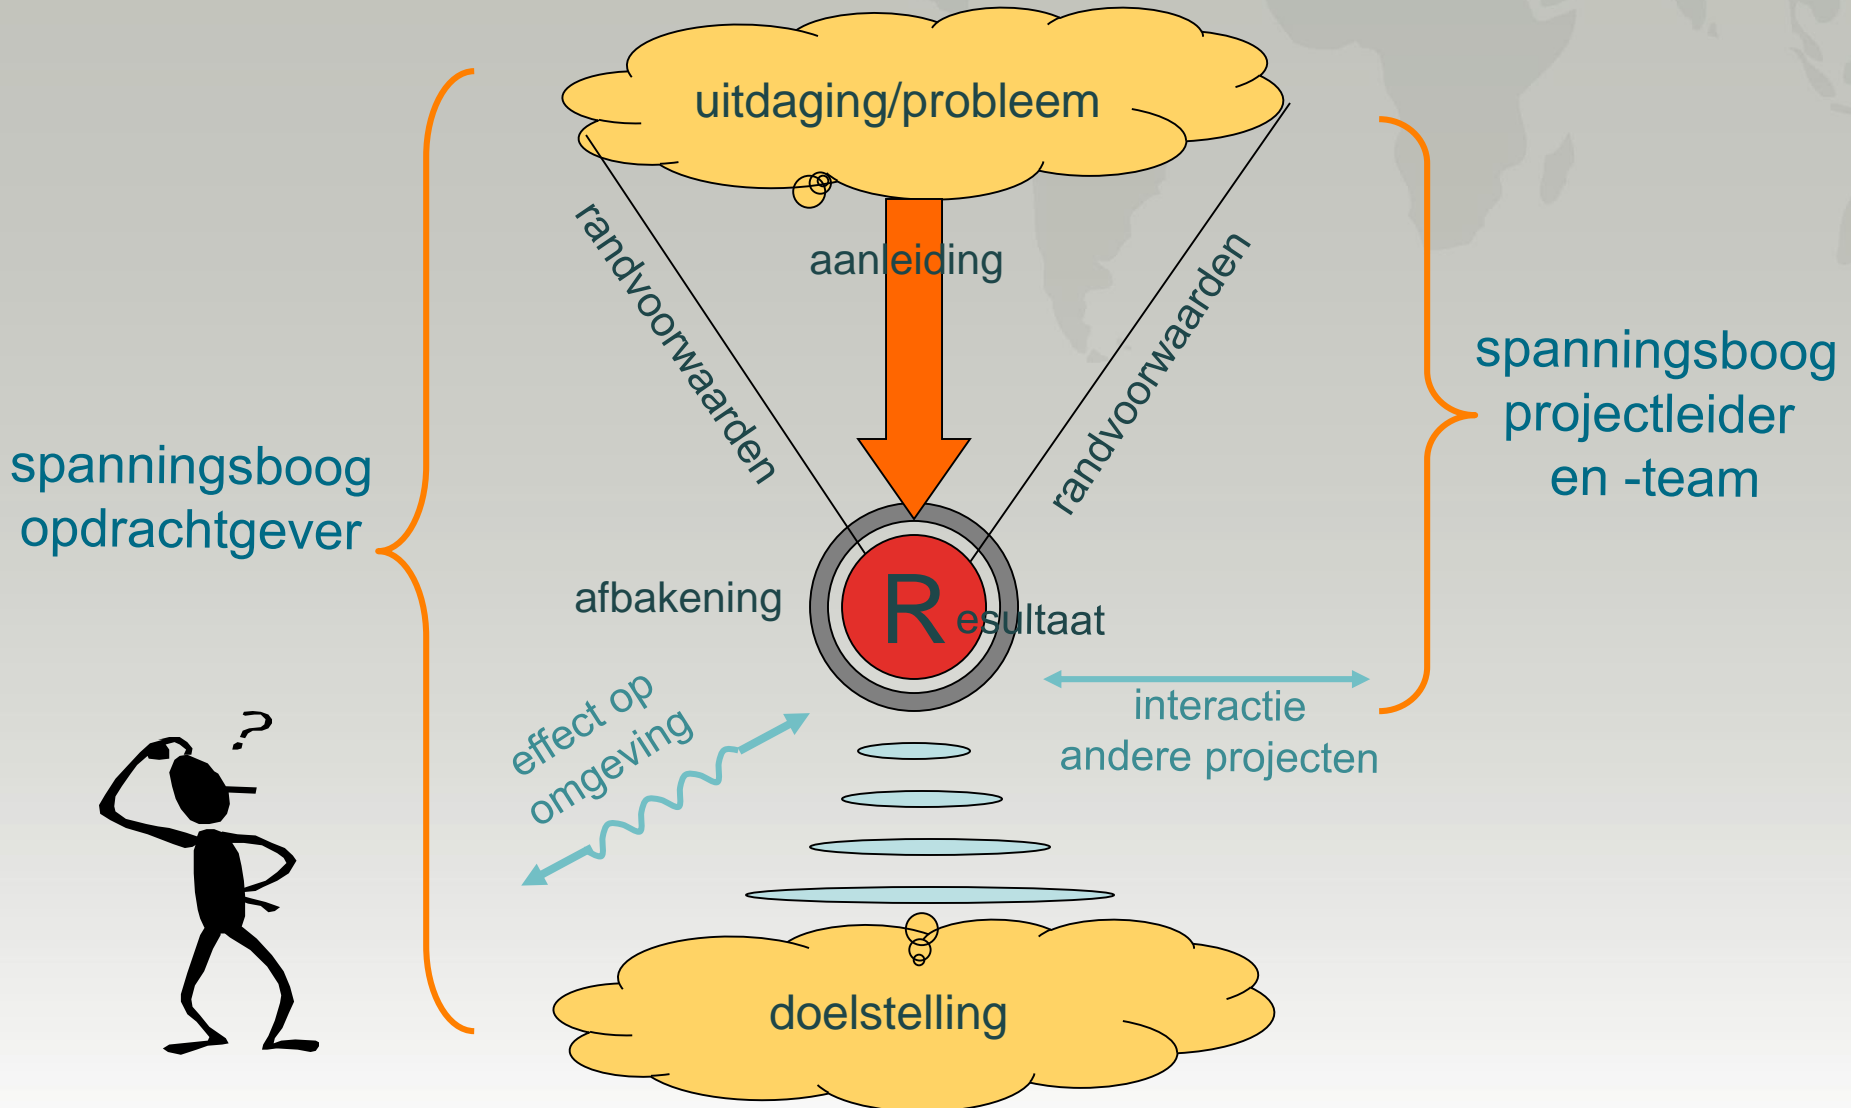 uitdaging/probleem
aanleiding
randvoorwaarden
randvoorwaarden
spanningsboog
projectleider
en -team
spanningsboog
opdrachtgever
afbakening
Resultaat
effect op
omgeving
interactie
andere projecten
?
doelstelling